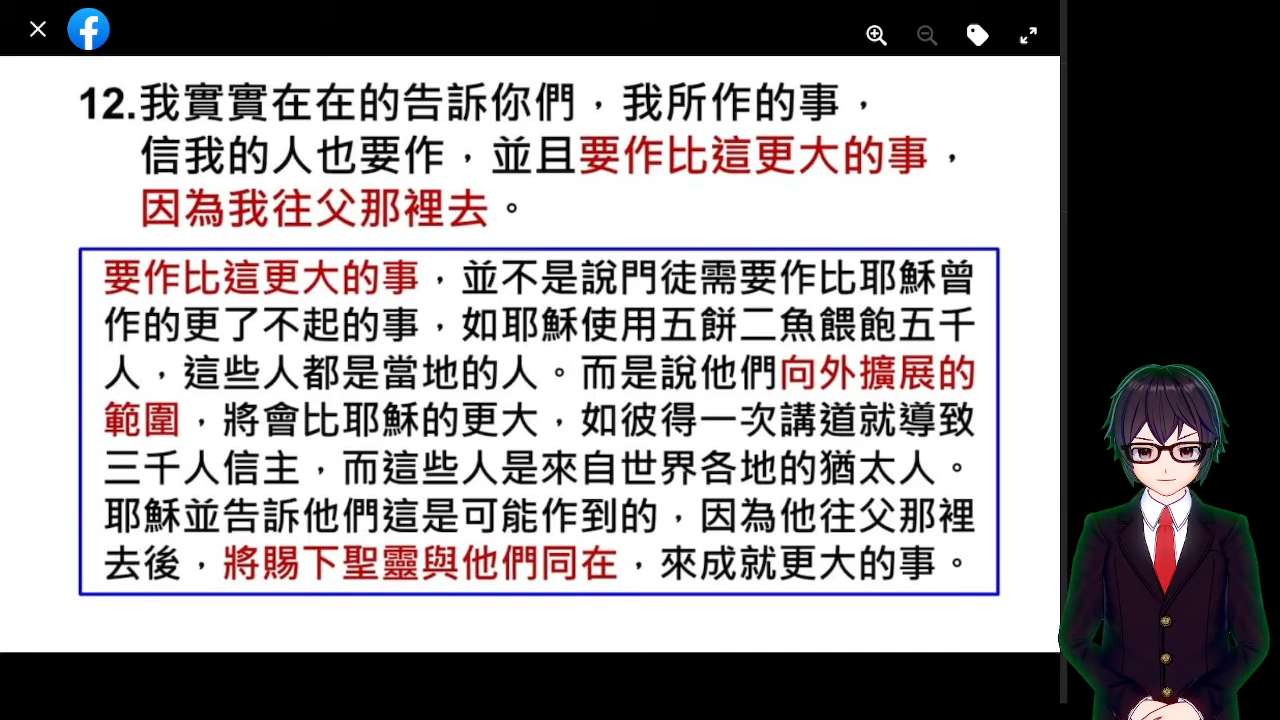 12.我實實在在的告訴你們，我所作的事，
信我的人也要作，並且要作比這更大的事，
因為我往父那裡去。
要作比這更大的事，並不是說門徒需要作比耶穌曾
作的更了不起的事，如耶穌使用五餅二魚餵飽五千
人，這些人都是當地的人。而是說他們向外擴展的
範圍，將會比耶穌的更大，如彼得一次講道就導致
三千人信主，而這些人是來自世界各地的猶太人。
耶穌並告訴他們這是可能作到的，因為他往父那裡
去後，將賜下聖靈與他們同在，來成就更大的事。